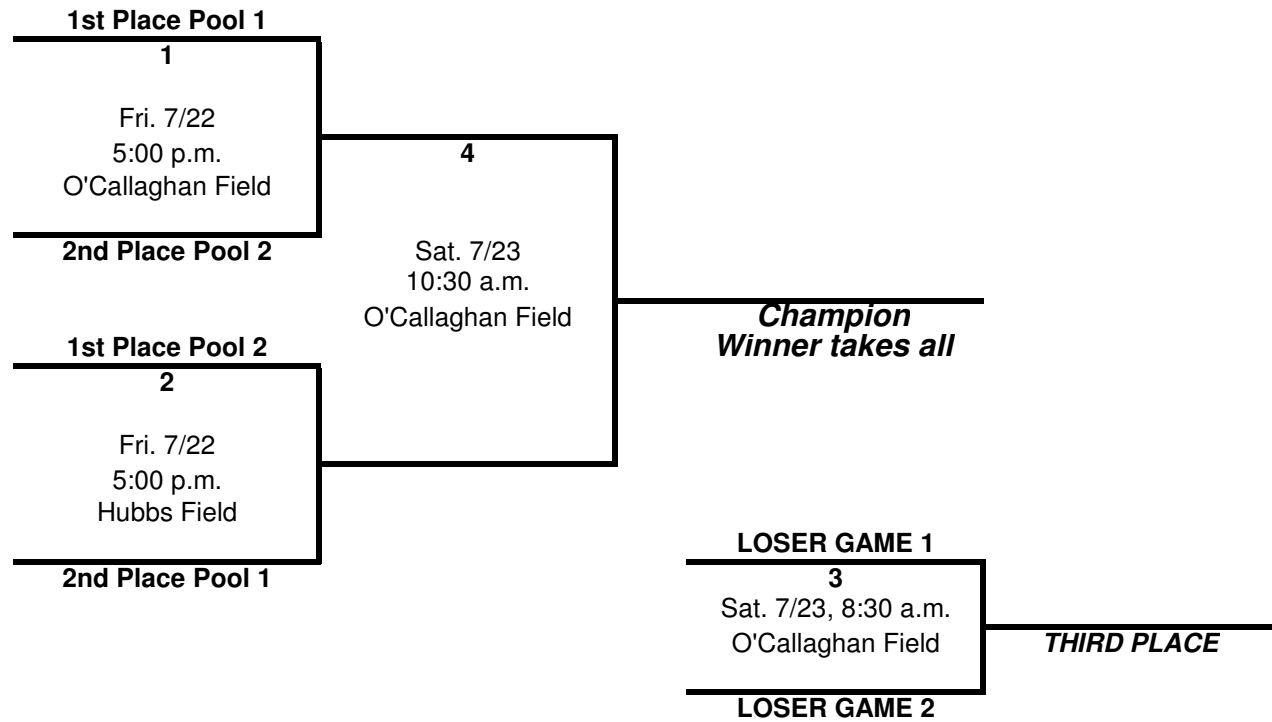 1st Place Pool 1
1
Fri. 7/22
5:00 p.m.
O'Callaghan Field
2nd Place Pool 2
4
Sat. 7/23
10:30 a.m.
O'Callaghan Field
Champion
Winner takes all
1st Place Pool 2
2
Fri. 7/22
5:00 p.m.
Hubbs Field
2nd Place Pool 1
LOSER GAME 1
3
Sat. 7/23, 8:30 a.m.
O'Callaghan Field
THIRD PLACE
LOSER GAME 2